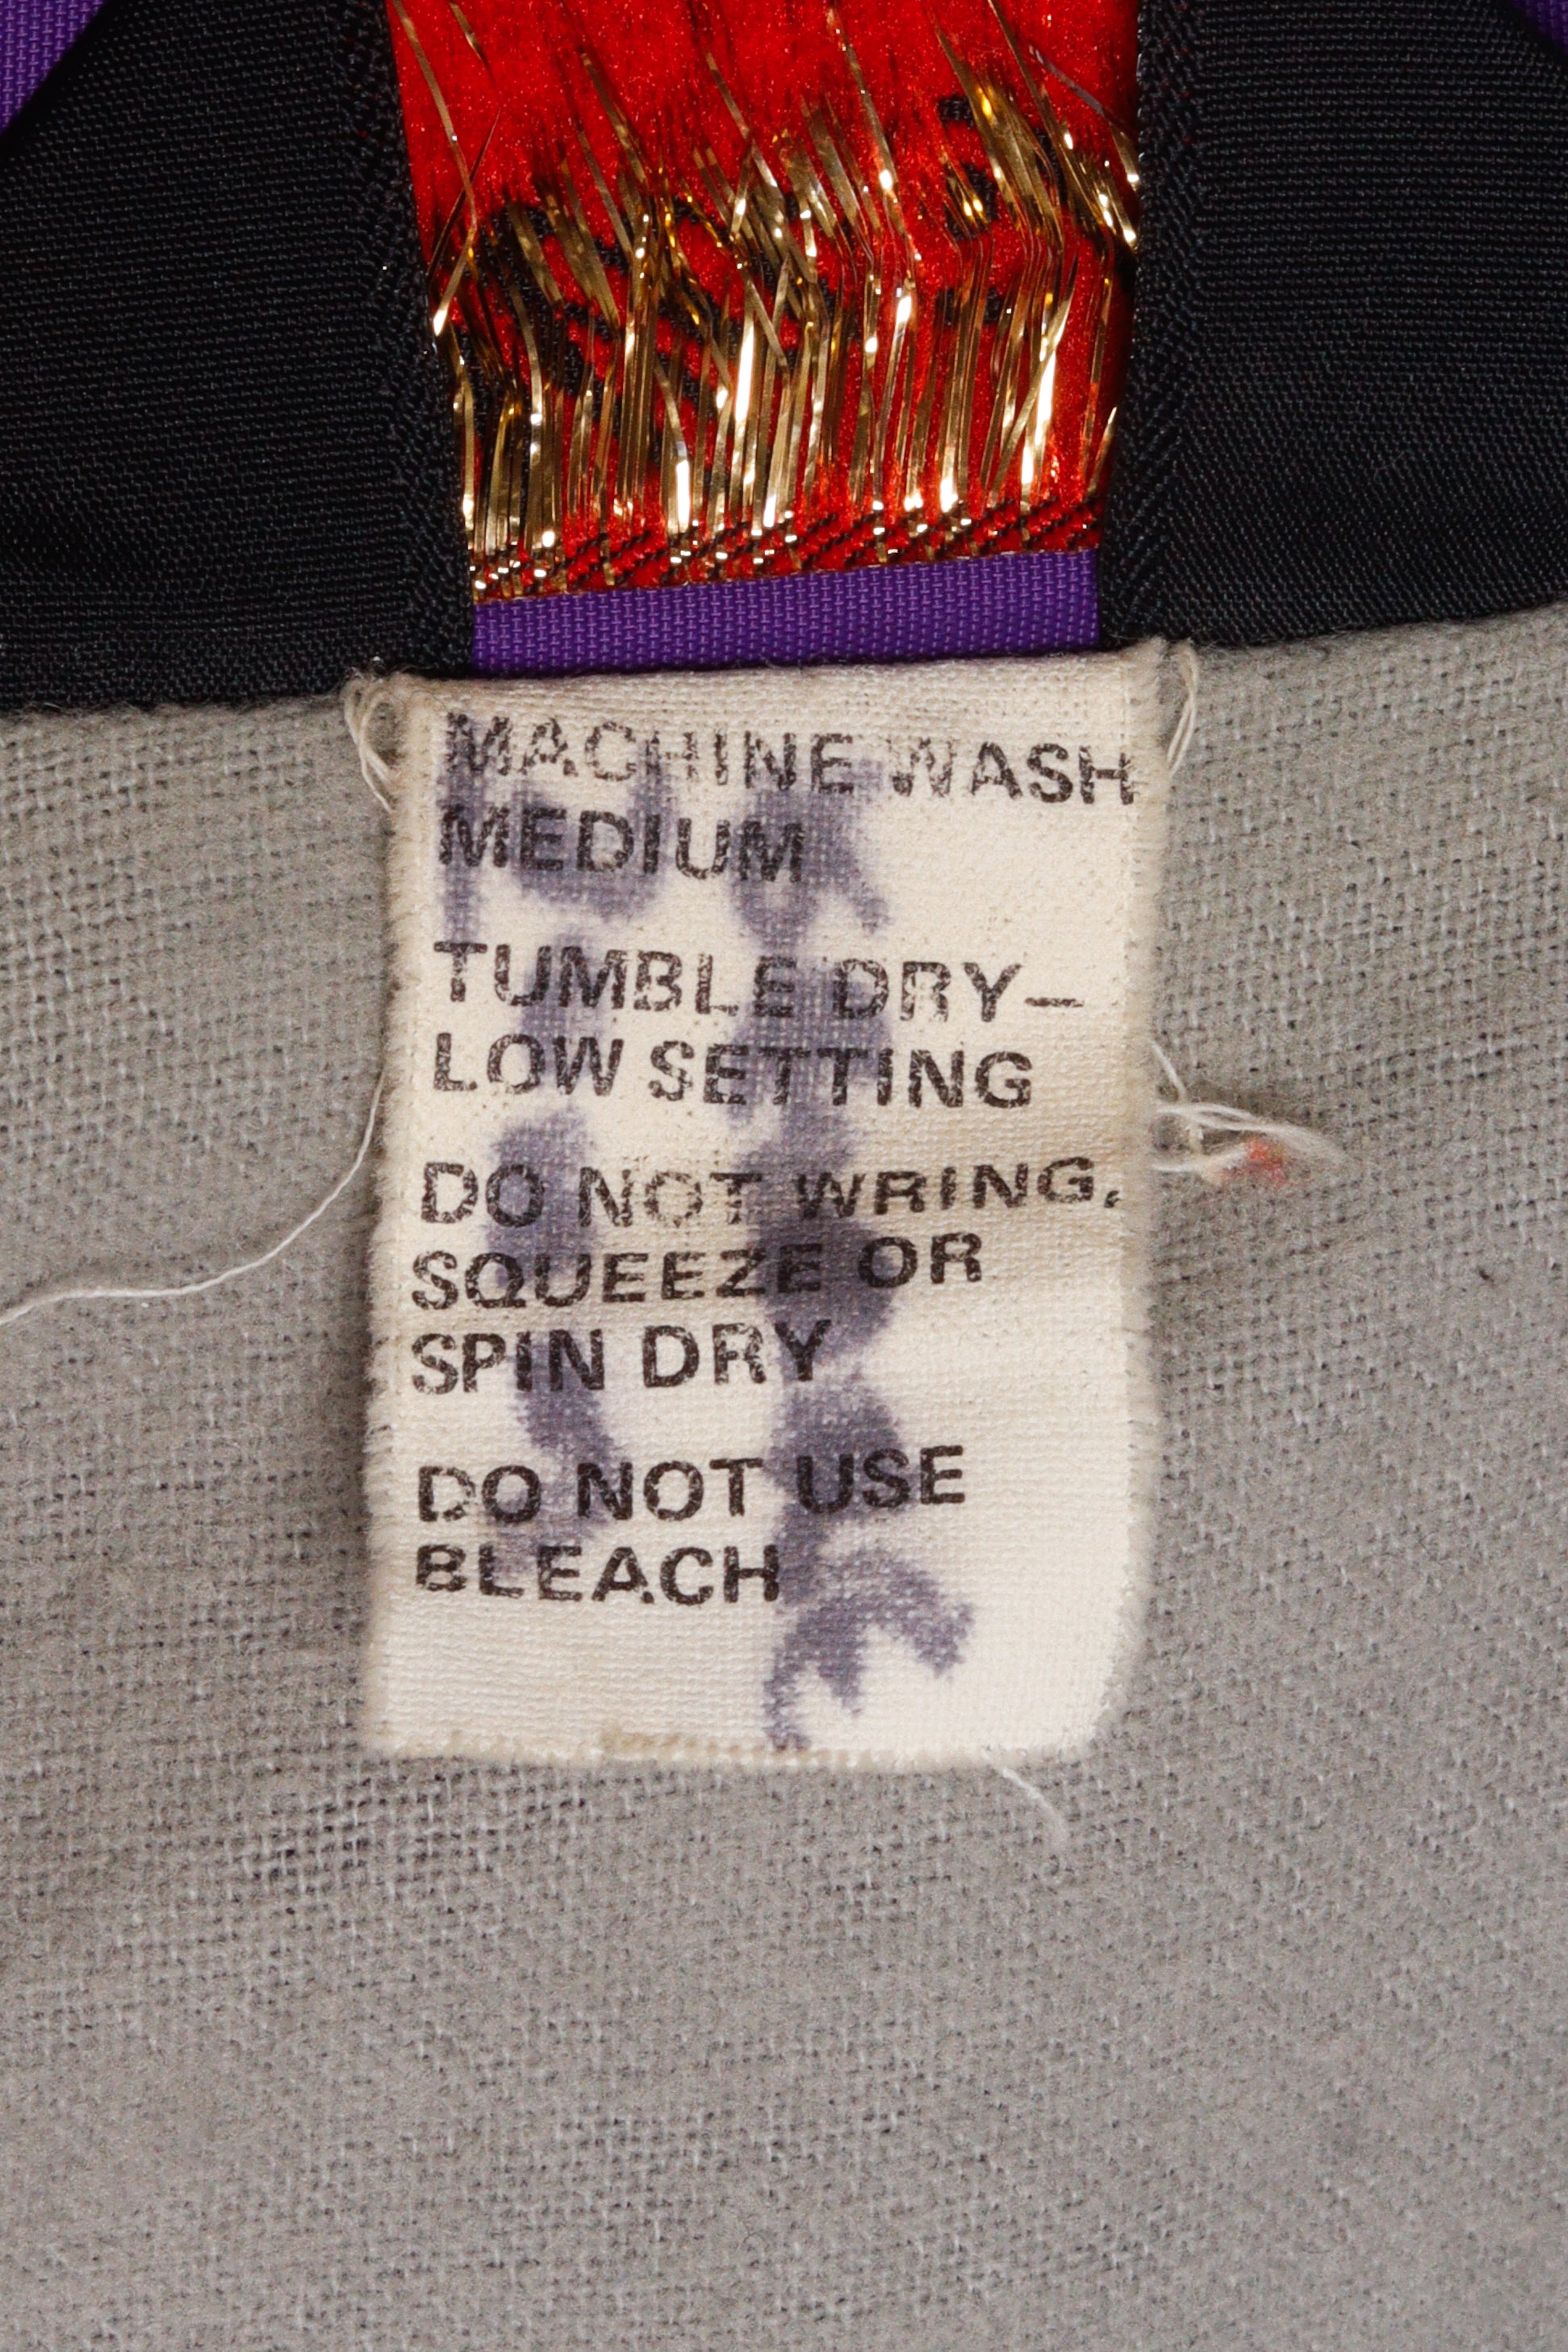 MACHINE WASH
MEDIUM
TUMBLE DRY—
LOW SETTING
DO NOT WRING,
SQUEEZE OR
SPIN DRY
DO NOT USE
BLEACH